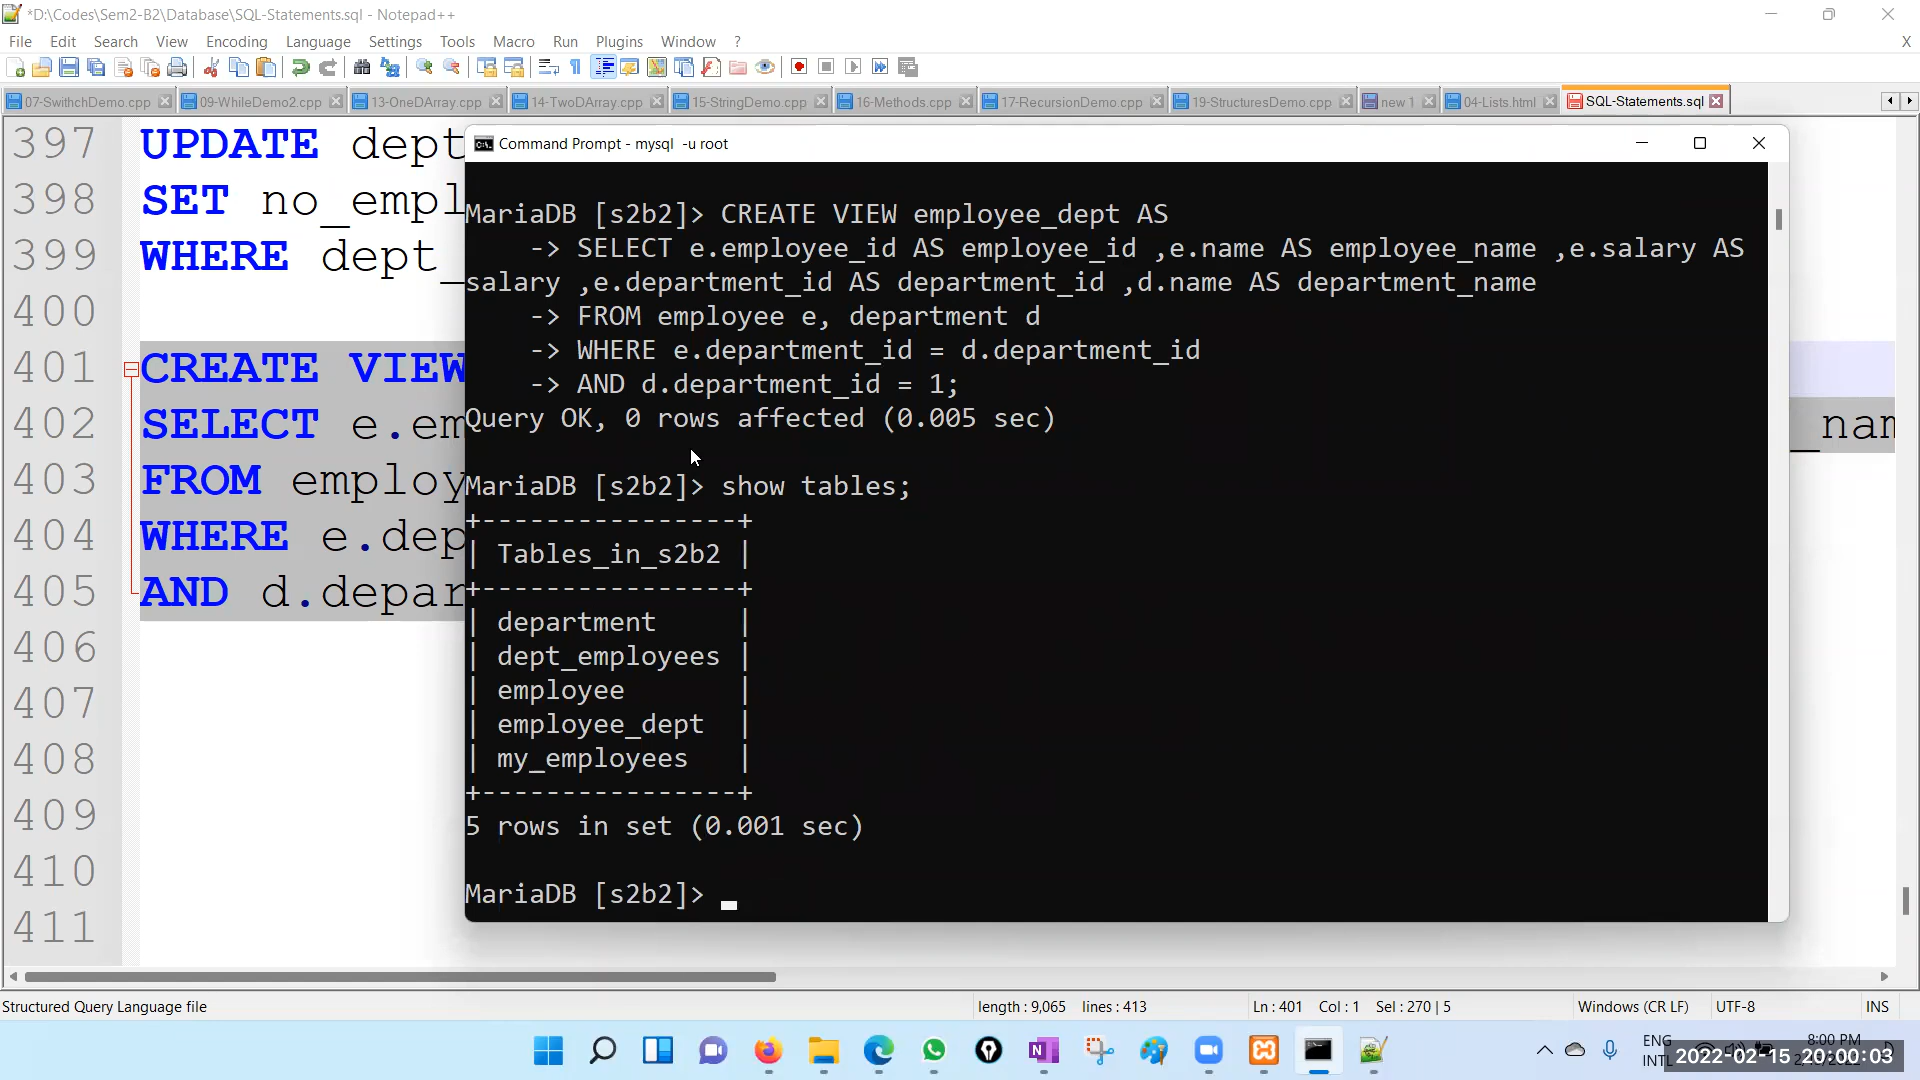 *D:\Codes\Sem2-B2\Database\SQL-Statements.sql - Notepad++
File Edit Search View Encoding Language Settings Tools Macro Run Plugins Window ? X
07-SwithchDemo.cpp 09-WhileDemo2.cpp 13-OneDArray.cpp 14-TwoDArray.cpp 15-StringDemo.cpp 16-Methods.cpp 17-RecursionDemo.cpp 19-StructuresDemo.cpp new 1 04-Lists.html SQL-Statements.sql
397 UPDATE dept
398 SET no_empl
399 WHERE dept_
400
401 CREATE VIEW
402 SELECT e.em _nam
403 FROM employ
404 WHERE e.dep
405 AND d.depar
406
407
408
409
410
411
Command Prompt - mysql -u root
MariaDB [s2b2]> CREATE VIEW employee_dept AS
-> SELECT e.employee_id AS employee_id ,e.name AS employee_name ,e.salary AS
salary ,e.department_id AS department_id ,d.name AS department_name
-> FROM employee e, department d
-> WHERE e.department_id = d.department_id
-> AND d.department_id = 1;
Query OK, 0 rows affected (0.005 sec)
MariaDB [s2b2]> show tables;
+----------------+
| Tables_in_s2b2 |
+----------------+
| department |
| dept_employees |
| employee |
| employee_dept |
| my_employees |
+----------------+
5 rows in set (0.001 sec)
MariaDB [s2b2]>
Structured Query Language file length : 9,065 lines : 413 Ln : 401 Col : 1 Sel : 270 | 5 Windows (CR LF) UTF-8 INS
ENG 8:00 PM
INTL
2022-02-15 20:00:03